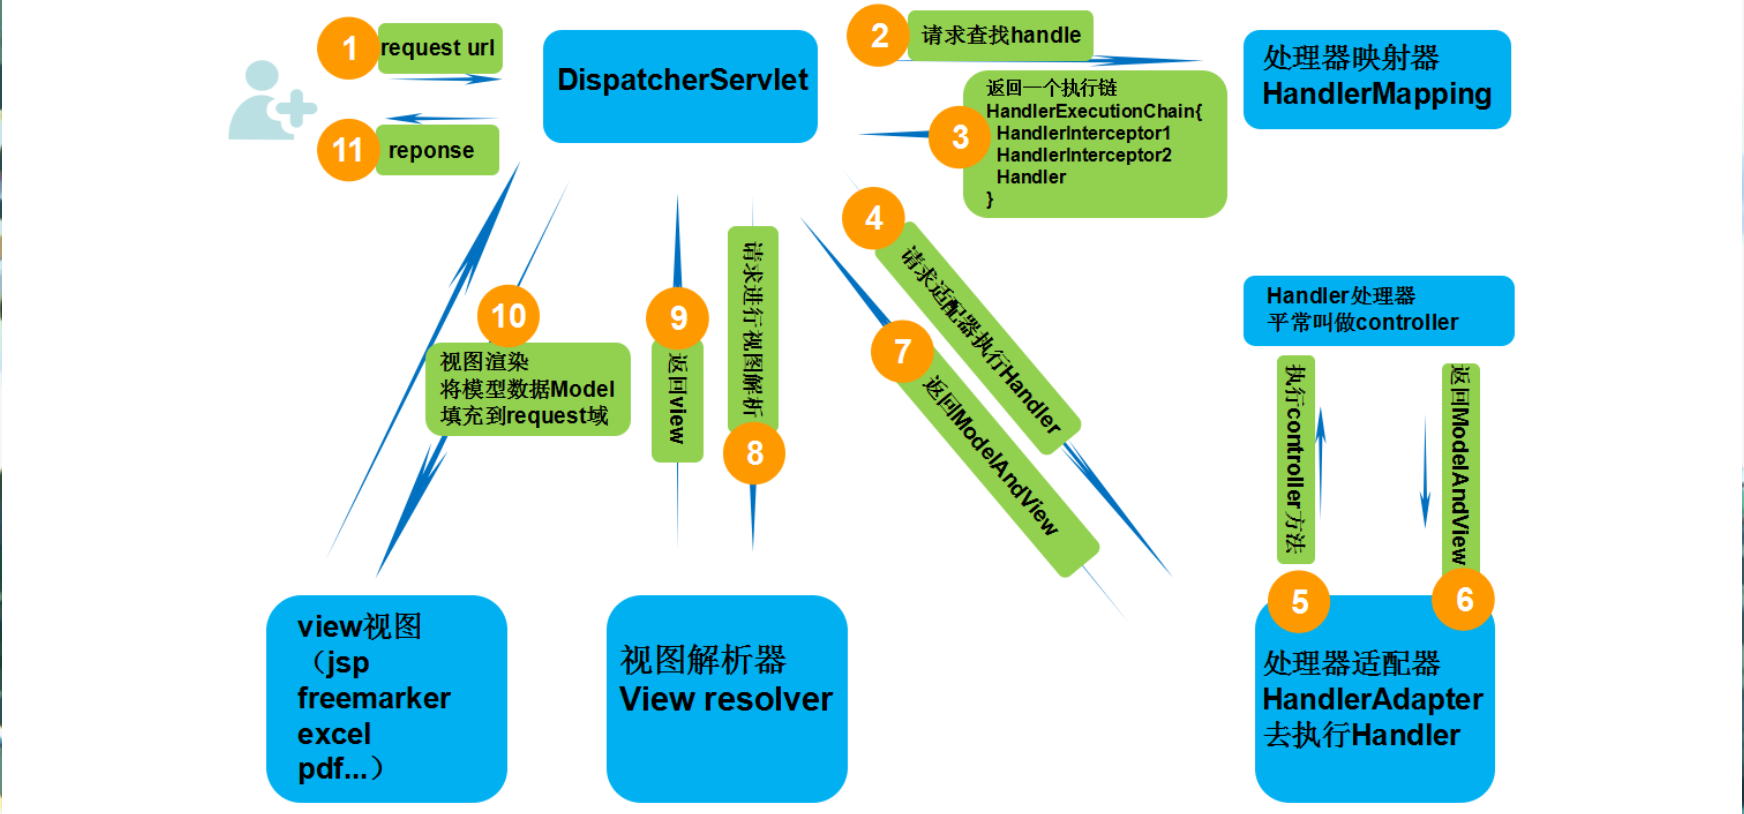 1
request url
DispatcherServlet
2
请求查找handle
处理器映射器
HandlerMapping
返回一个执行链
HandlerExecutionChain{
HandlerInterceptor1
HandlerInterceptor2
Handler
}
3
11
reponse
4
请求适配器执行Handler
7
返回ModelAndView
Handler处理器
平常叫做controller
执行controller方法
5
返回ModelAndView
6
处理器适配器
HandlerAdapter
去执行Handler
请求进行视图解析
8
9
返回view
视图解析器
View resolver
10
视图渲染
将模型数据Model
填充到request域
view视图
（jsp
freemarker
excel
pdf...）